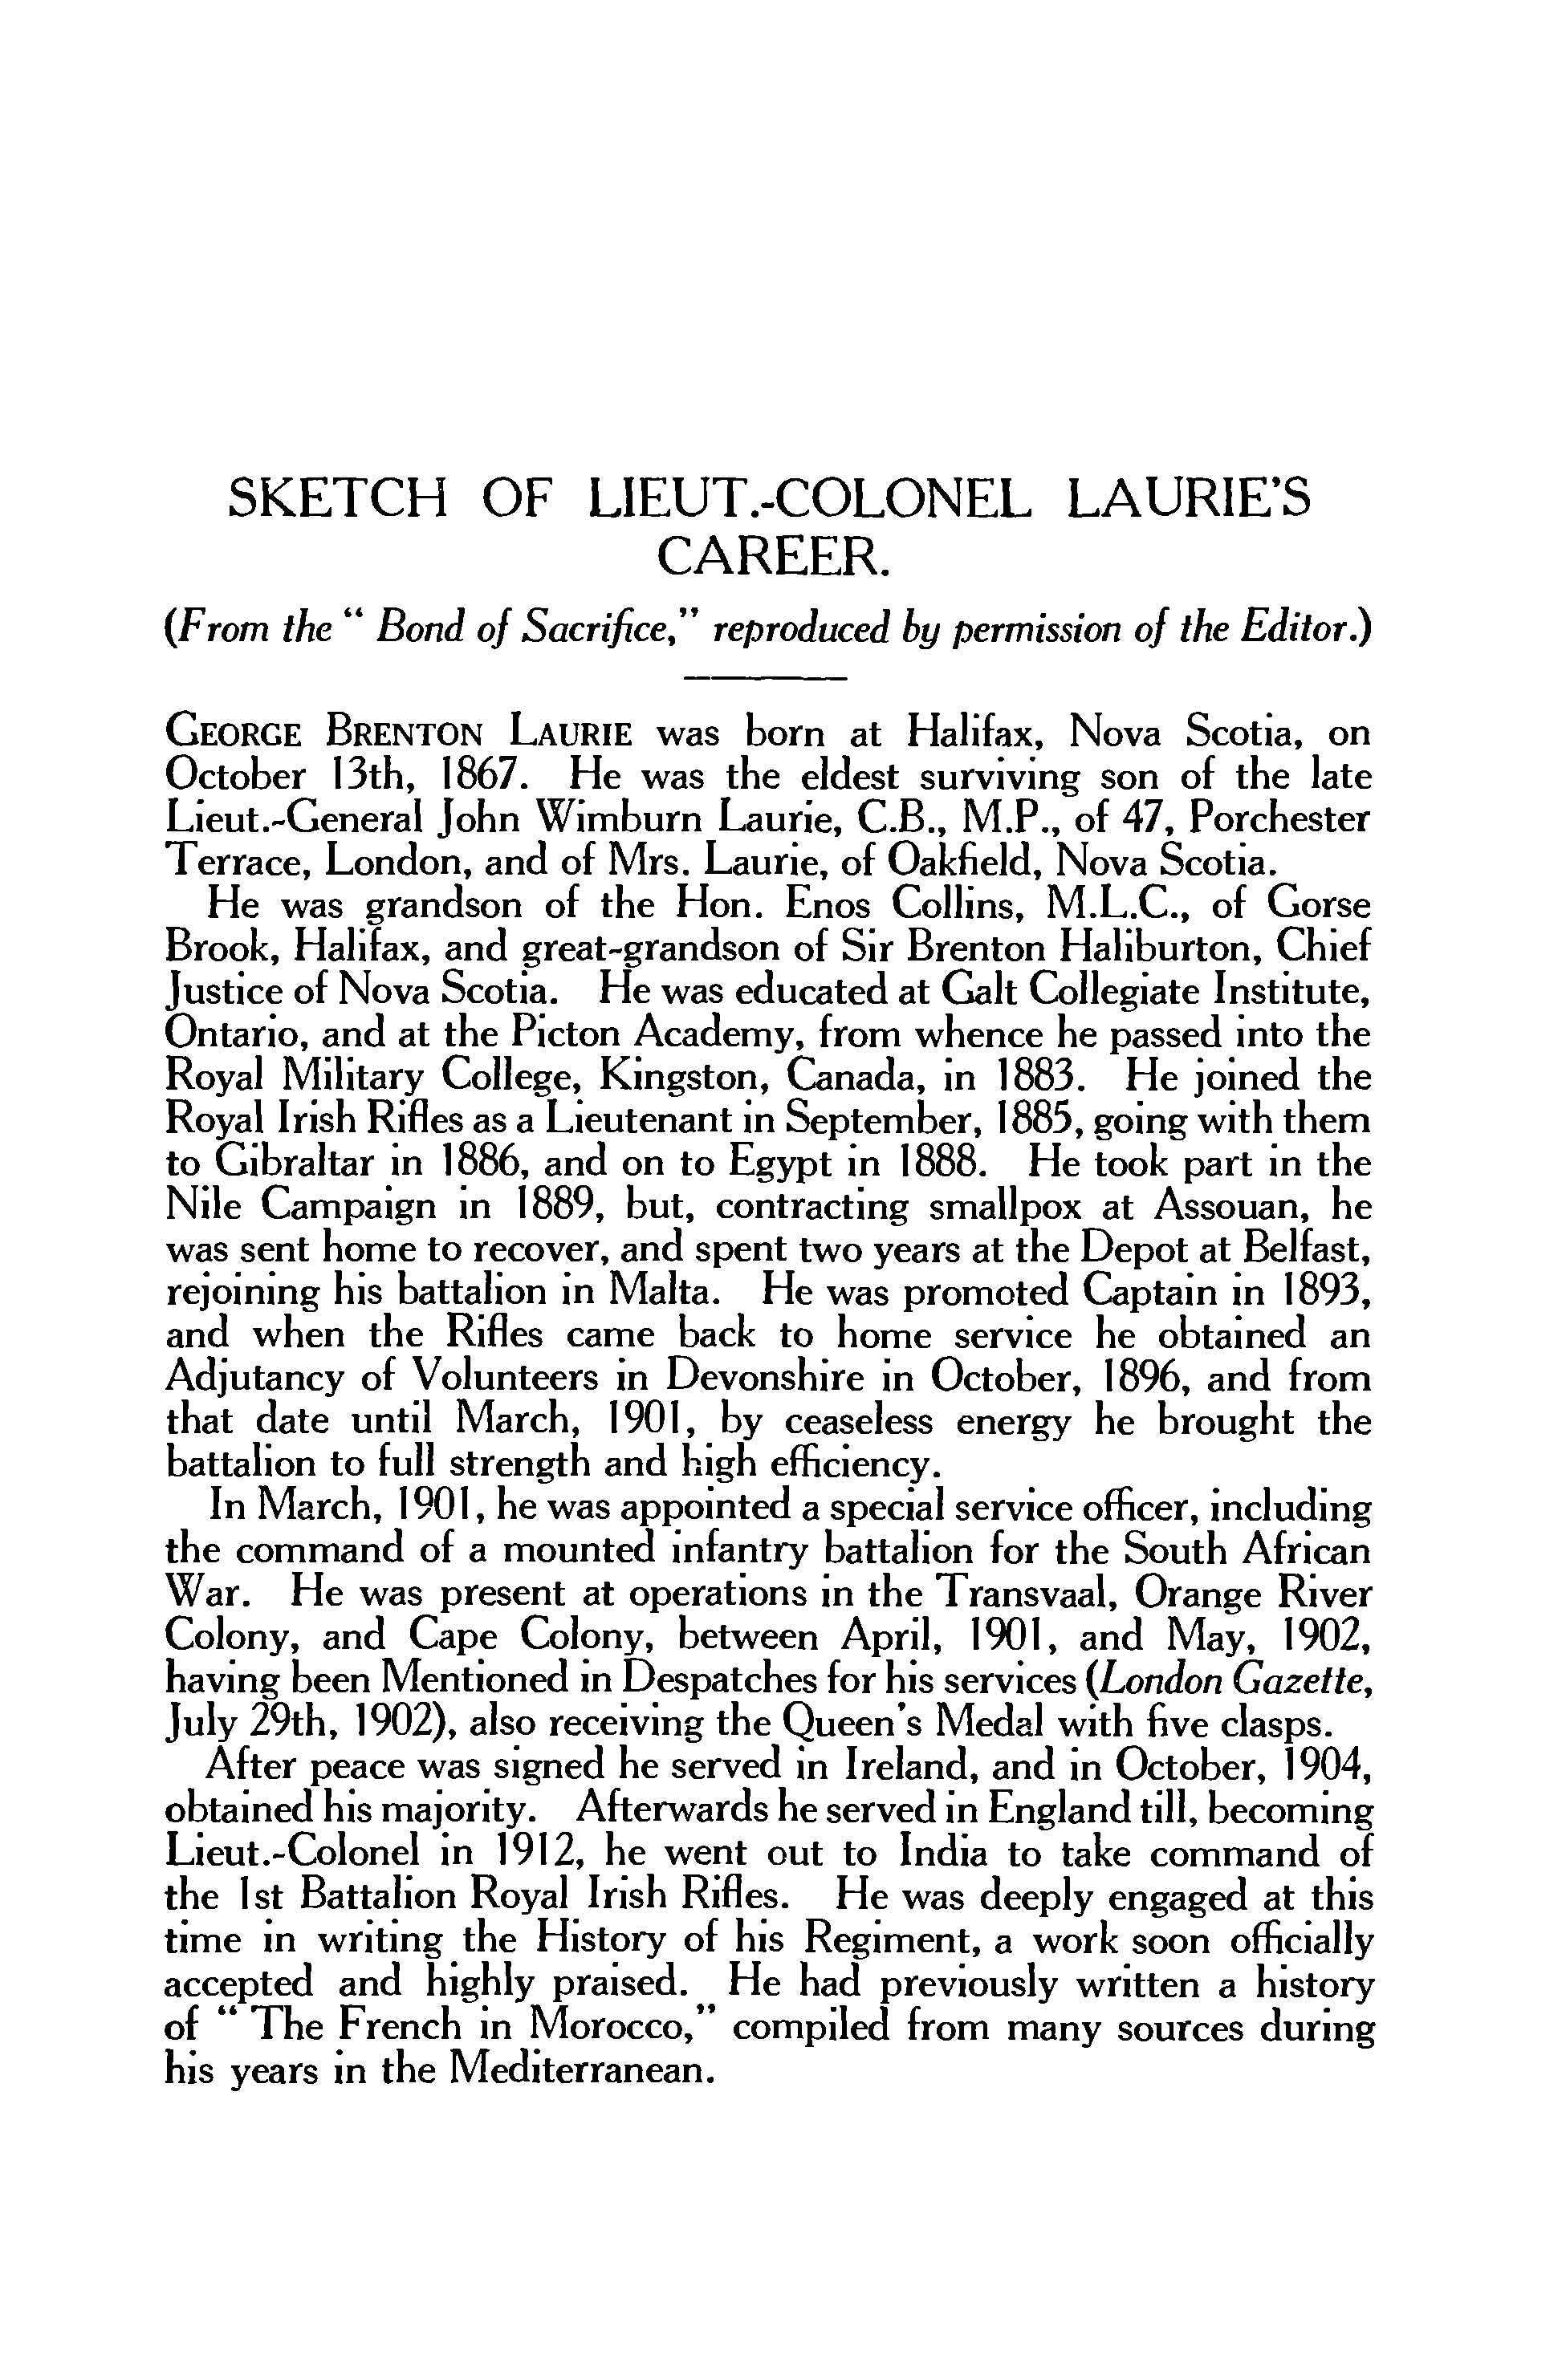 SKETCH OF LIEUT.-COLONEL LAURIE'S
CAREER.
(From the “ Bond of Sacrifice,” reproduced by permission of the Editor.)
GEORGE BRENTON LAURIE was born at Halifax, Nova Scotia, on
October 13th, 1867. He was the eldest surviving son of the late
Lieut.-General John Wimburn Laurie, C.B., M.P., of 47, Porchester
Terrace, London, and of Mrs. Laurie, of Oakfield, Nova Scotia.
He was grandson of the Hon. Enos Collins, M.L.C., of Gorse
Brook, Halifax, and great-grandson of Sir Brenton Haliburton, Chief
Justice of Nova Scotia. He was educated at Galt Collegiate Institute,
Ontario, and at the Picton Academy, from whence he passed into the
Royal Military College, Kingston, Canada, in 1883. He joined the
Royal Irish Rifles as a Lieutenant in September, 1885, going with them
to Gibraltar in 1886, and on to Egypt in 1888. He took part in the
Nile Campaign in 1889, but, contracting smallpox at Assouan, he
was sent home to recover, and spent two years at the Depot at Belfast,
rejoining his battalion in Malta. He was promoted Captain in 1893,
and when the Rifles came back to home service he obtained an
Adjutancy of Volunteers in Devonshire in October, 1896, and from
that date until March, 1901, by ceaseless energy he brought the
battalion to full strength and high efficiency.
In March, 1901, he was appointed a special service officer, including
the command of a mounted infantry battalion for the South African
War. He was present at operations in the Transvaal, Orange River
Colony, and Cape Colony, between April, 1901, and May, 1902,
having been Mentioned in Despatches for his services (London Gazette,
July 29th, 1902), also receiving the Queen's Medal with five clasps.
After peace was signed he served in Ireland, and in October, 1904,
obtained his majority. Afterwards he served in England till, becoming
Lieut.-Colonel in 1912, he went out to India to take command of
the 1st Battalion Royal Irish Rifles. He was deeply engaged at this
time in writing the History of his Regiment, a work soon officially
accepted and highly praised. He had previously written a history
of “ The French in Morocco,” compiled from many sources during
his years in the Mediterranean.